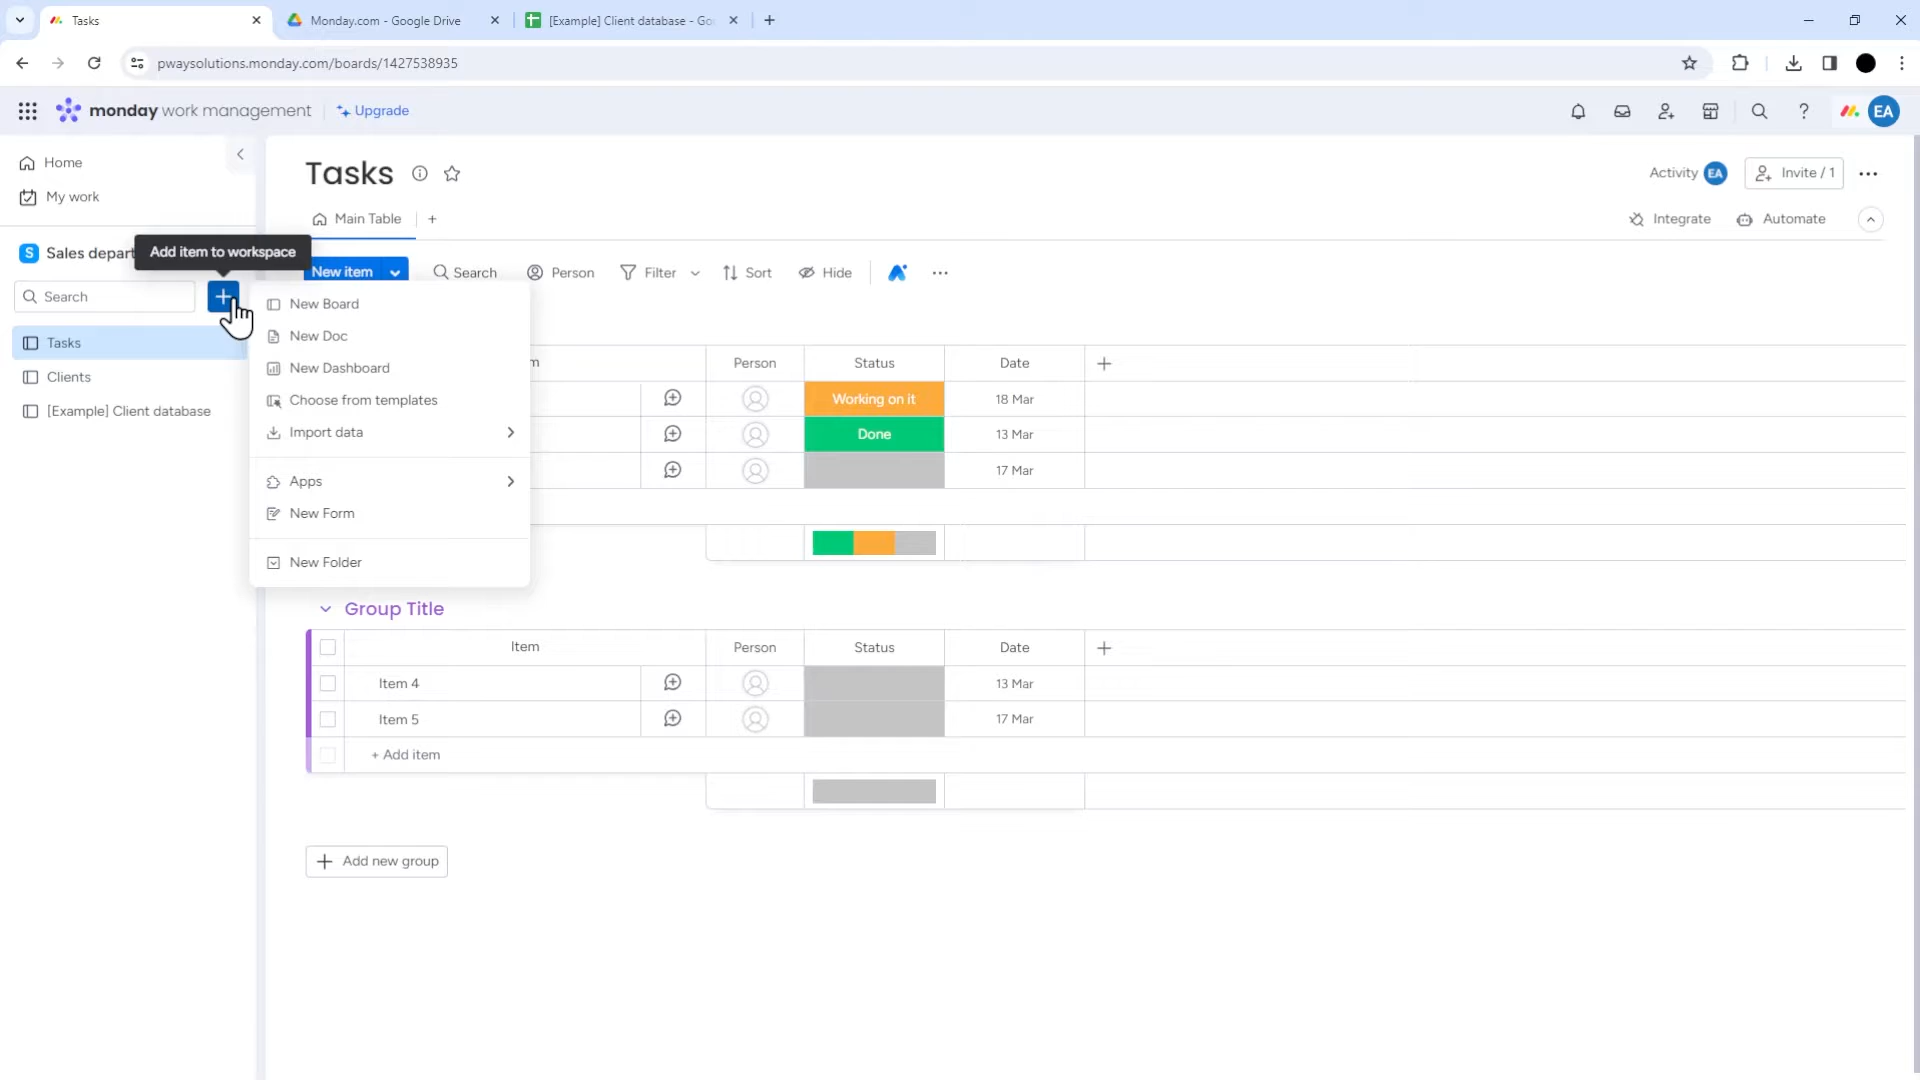 Tasks
Monday.com - Google Drive
[Example] Client database - Go
pwaysolutions.monday.com/boards/1427538935
monday work management
Upgrade
EA
Home
My work
Tasks
Activity
EA
Invite / 1
Main Table
Integrate
Automate
S
Sales depart
Add item to workspace
New item
Search
Person
Filter
Sort
Hide
Search
New Board
New Doc
New Dashboard
Choose from templates
Import data
Apps
New Form
New Folder
Tasks
Clients
[Example] Client database
m
Person
Status
Date
Working on it
18 Mar
Done
13 Mar
17 Mar
Group Title
Item
Person
Status
Date
Item 4
13 Mar
Item 5
17 Mar
+ Add item
Add new group